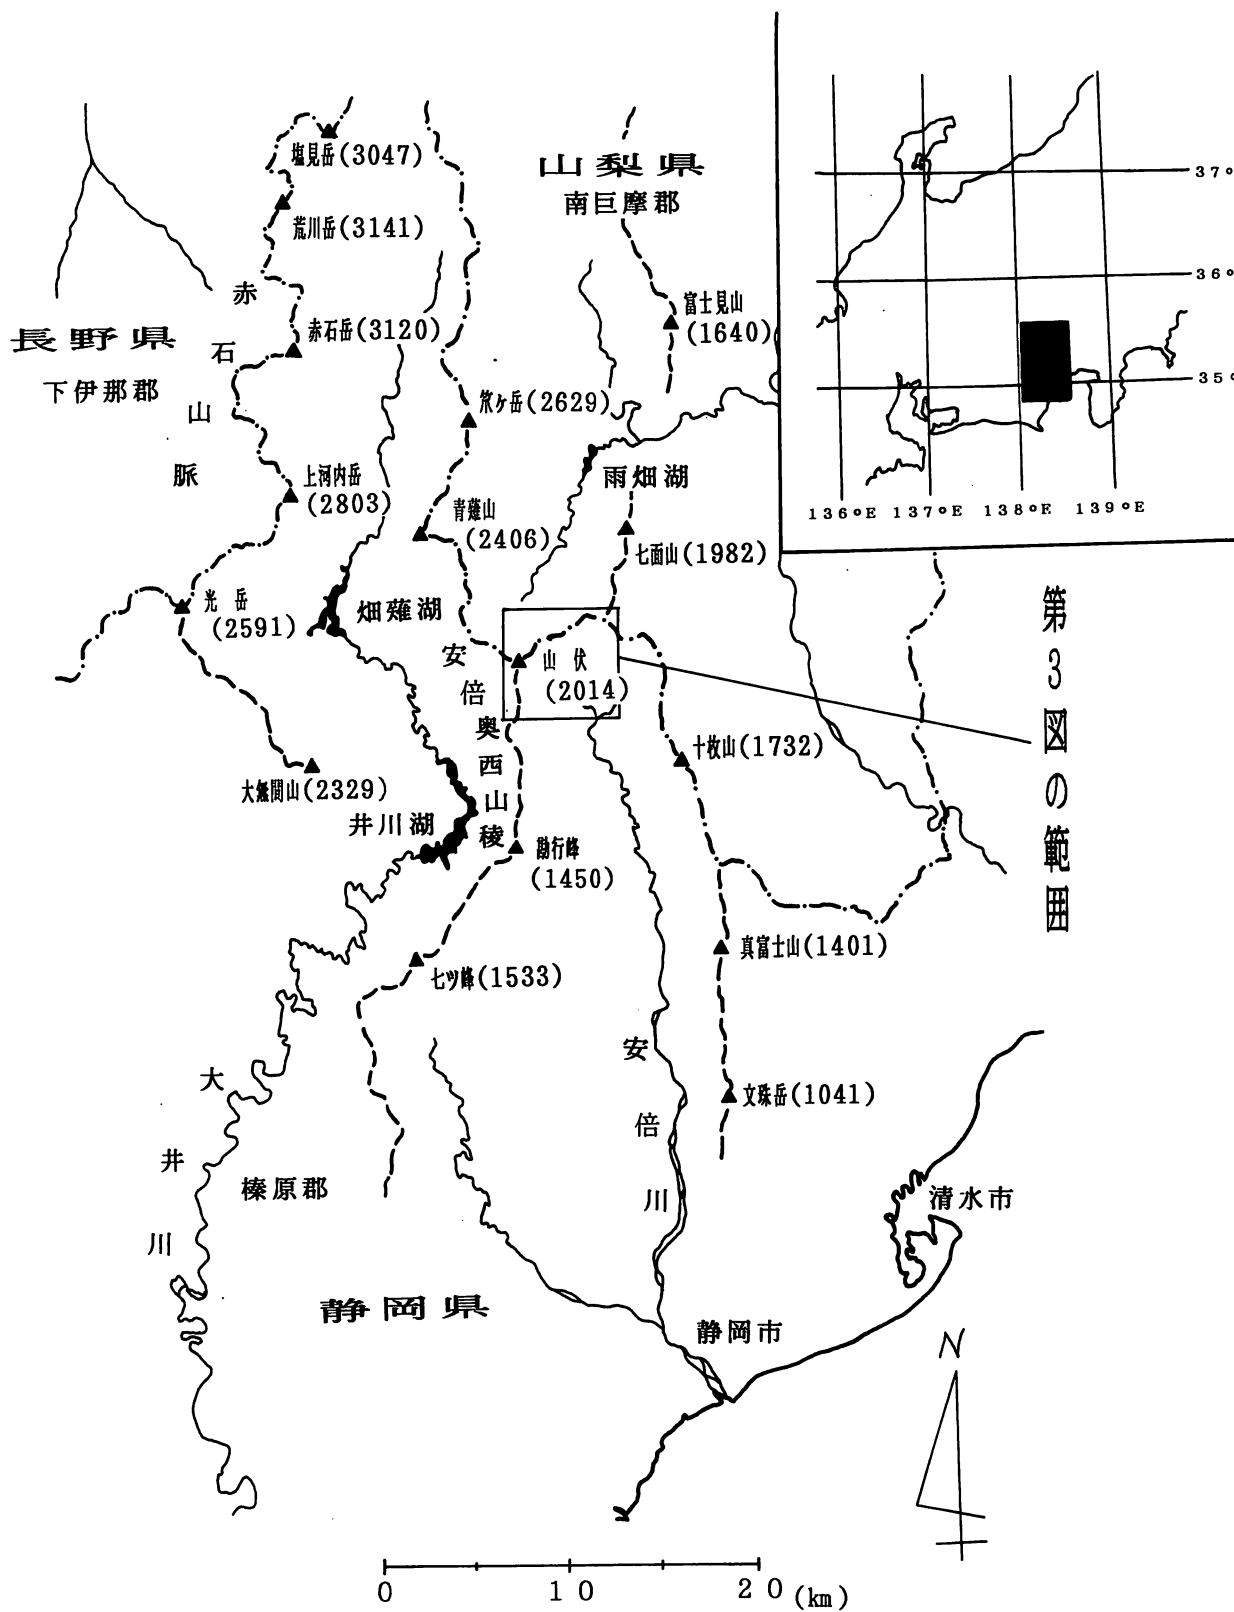 塩見岳(3047)
荒川岳(3141)
赤石岳(3120)
赤石山脈
長野県
下伊那郡
山梨県
南巨摩郡
富士見山
(1640)
笊ケ岳(2629)
雨畑湖
上河内岳
(2803)
青薙山
(2406)
七面山(1982)
光岳
(2591)
畑薙湖
山伏
(2014)
安倍奥西山稜
十枚山(1732)
大無間山(2329)
井川湖
勘行峰
(1450)
七ツ峰(1533)
真富士山(1401)
文珠岳(1041)
大井川
安倍川
榛原郡
静岡県
清水市
静岡市
第3図の範囲
37°
36°
35°
136°E 137°E 138°E 139°E
N
0 10 20 (km)